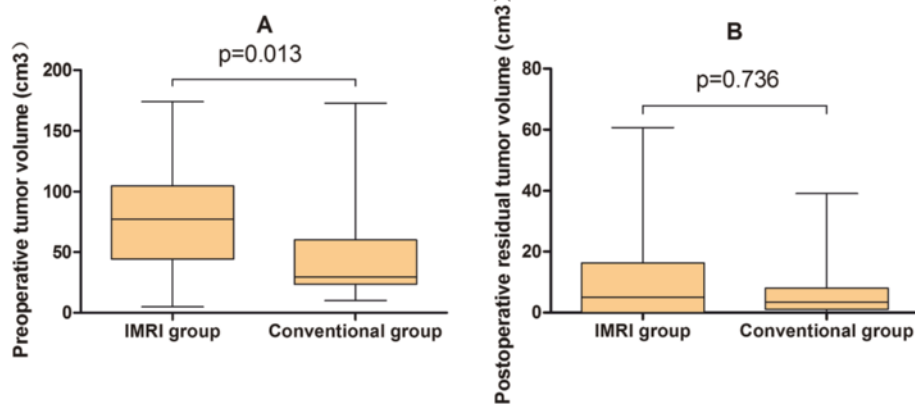 A
p=0.013
Preoperative tumor volume (cm3)
200
150
100
50
0
IMRI group
Conventional group
B
p=0.736
Postoperative residual tumor volume (cm3)
80
60
40
20
0
IMRI group
Conventional group